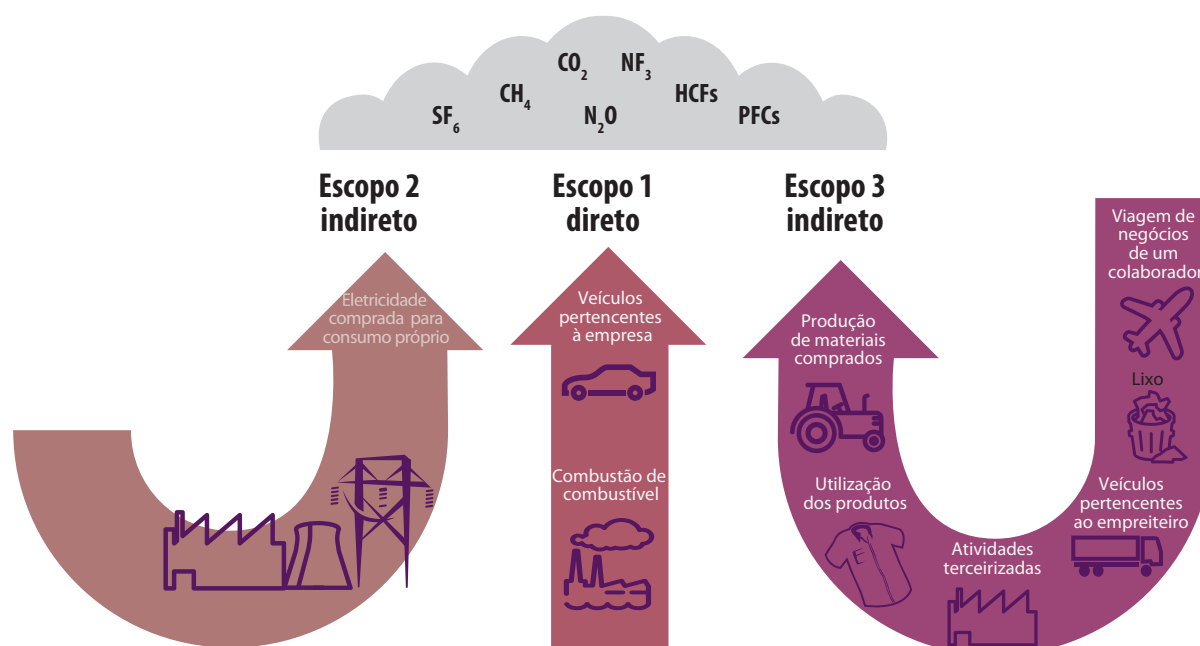 CO₂ NF₃
CH₄ HCFs
SF₆ N₂O PFCs
Escopo 2
indireto
Escopo 1
direto
Escopo 3
indireto
Eletricidade
comprada para
consumo próprio
Veículos
pertencentes
à empresa
Combustão de
combustível
Produção
de materiais
comprados
Utilização
dos produtos
Atividades
terceirizadas
Veículos
pertencentes
ao empreiteiro
Lixo
Viagem de
negócios
de um
colaborador